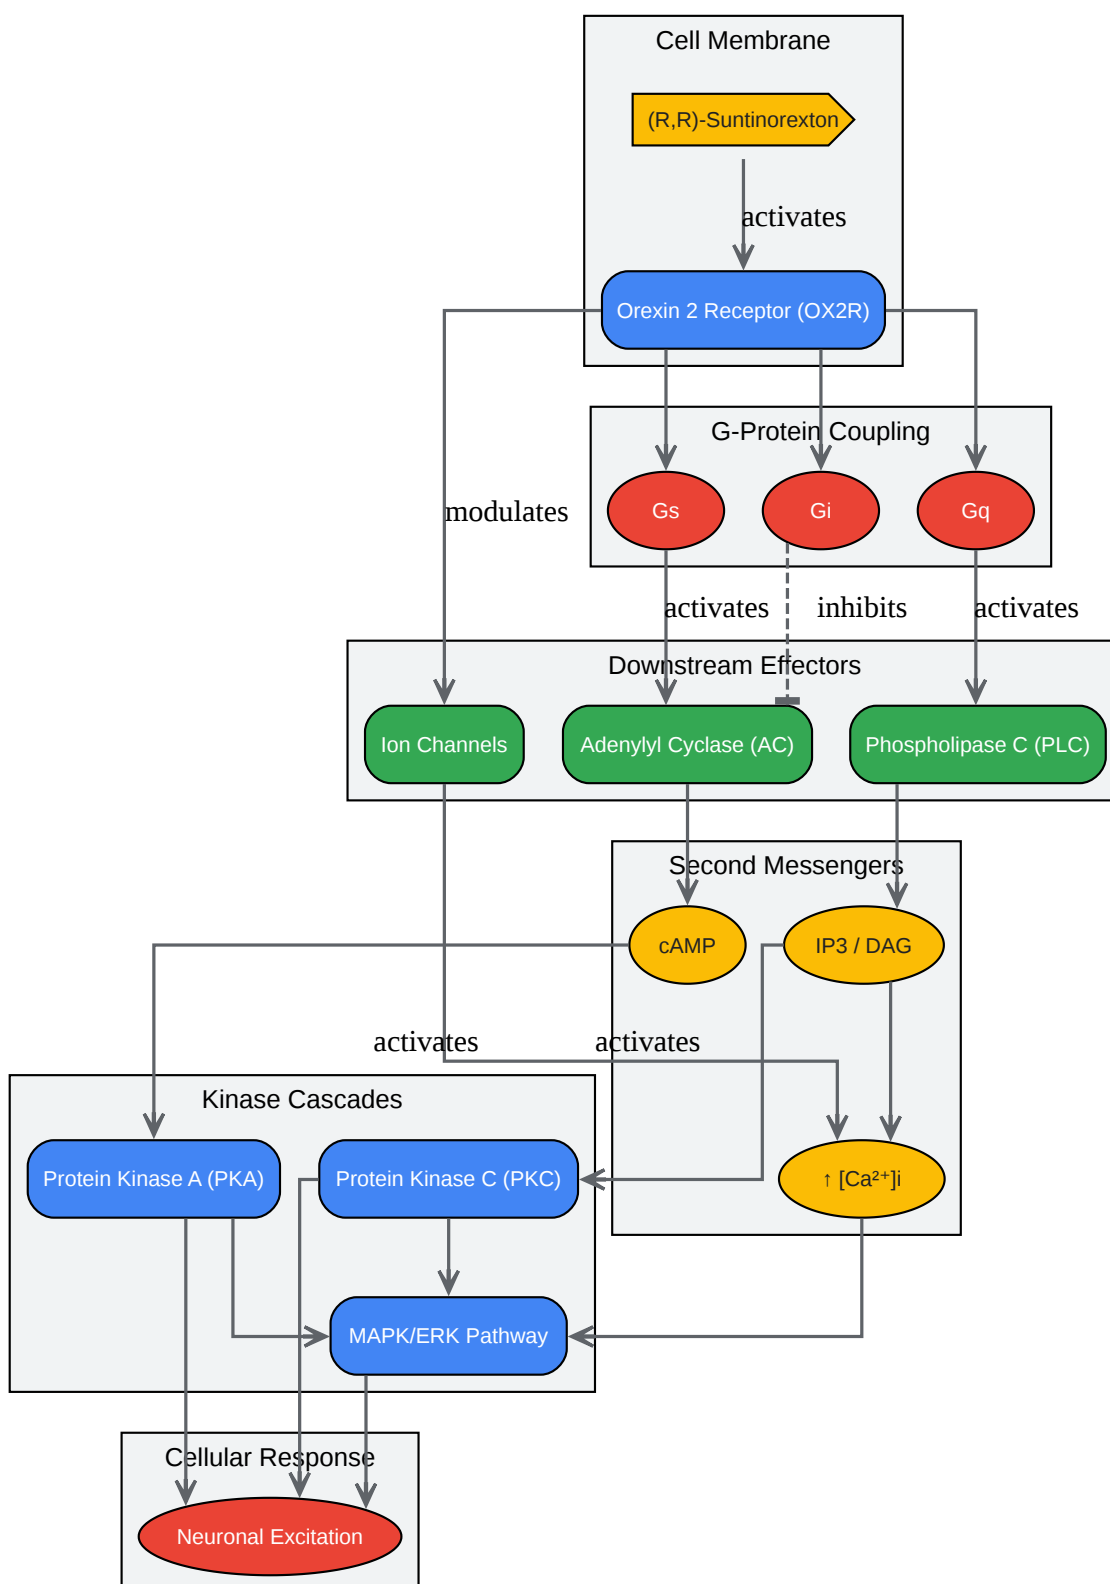 Cell Membrane
(R,R)-Suntinorexton
activates
Orexin 2 Receptor (OX2R)
G-Protein Coupling
modulates
Gs
Gi
Gq
activates
inhibits
activates
Downstream Effectors
Ion Channels
Adenylyl Cyclase (AC)
Phospholipase C (PLC)
Second Messengers
cAMP
IP3 / DAG
activates
activates
Kinase Cascades
Protein Kinase A (PKA)
Protein Kinase C (PKC)
↑ [Ca²⁺]i
MAPK/ERK Pathway
Cellular Response
Neuronal Excitation